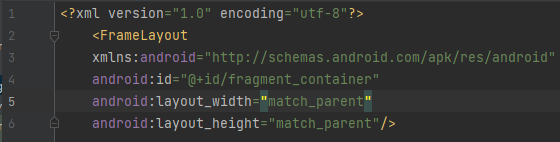 1 <?xml version="1.0" encoding="utf-8"?>
2 <FrameLayout
3 xmlns:android="http://schemas.android.com/apk/res/android"
4 android:id="@+id/fragment_container"
5 android:layout_width="match_parent"
6 android:layout_height="match_parent"/>